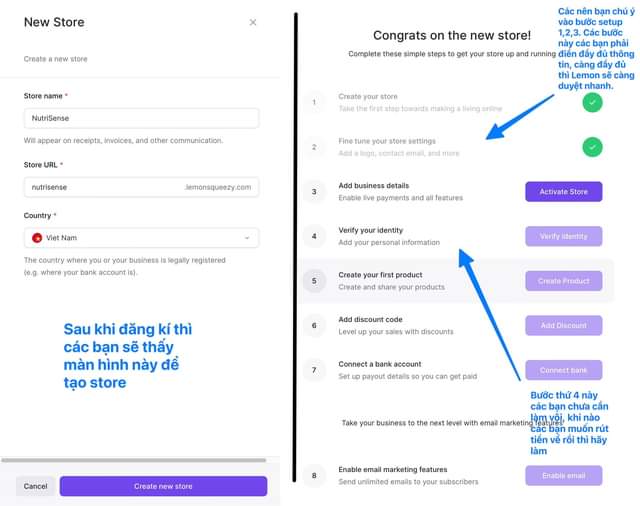 New Store
×
Create a new store
Store name *
NutriSense
Will appear on receipts, invoices, and other communication.
Store URL *
nutrisense
.lemonsqueezy.com
Country *
Viet Nam
The country where you or your business is legally registered
(e.g. where your bank account is).
Sau khi đăng kí thì
các bạn sẽ thấy
màn hình này để
tạo store
Cancel
Create new store
Congrats on the new store!
Complete these simple steps to get your store up and running
Các nên bạn chú ý
vào bước setup
1,2,3. Các bước
này các bạn phải
điền đầy đủ thông
tin, càng đầy đủ
thì Lemon sẽ càng
duyệt nhanh.
1
Create your store
Take the first step towards making a living online
2
Fine tune your store settings
Add a logo, contact email, and more
3
Add business details
Enable live payments and all features
Activate Store
4
Verify your identity
Add your personal information
Verify Identity
5
Create your first product
Create and share your products
Create Product
6
Add discount code
Level up your sales with discounts
Add Discount
7
Connect a bank account
Set up payout details so you can get paid
Connect bank
Bước thứ 4 này
các bạn chưa cần
làm vội, khi nào
các bạn muốn rút
tiền về rồi thì hãy
làm
Take your business to the next level with email marketing features
8
Enable email marketing features
Send unlimited emails to your subscribers
Enable email